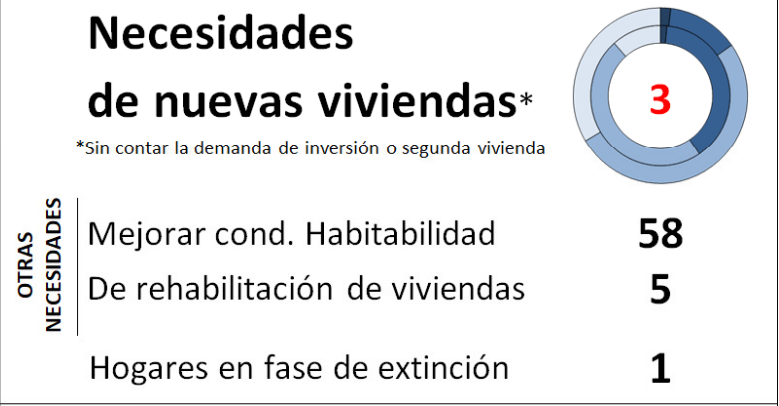 Necesidades
de nuevas viviendas*
3
*Sin contar la demanda de inversión o segunda vivienda
OTRAS
NECESIDADES
Mejorar cond. Habitabilidad 58
De rehabilitación de viviendas 5
Hogares en fase de extinción 1